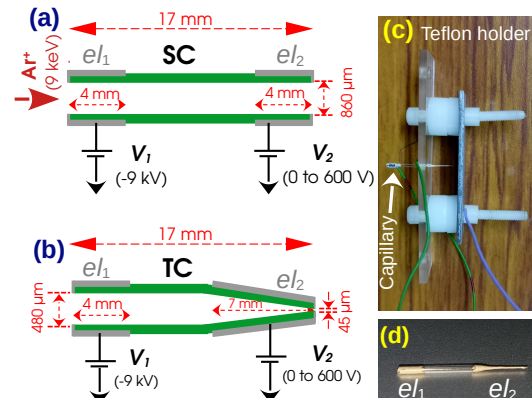 (a)
17 mm
el₁
SC
el₂
Ar⁺
(9 keV)
4 mm
4 mm
860 µm
V₁
(-9 kV)
V₂
(0 to 600 V)
(b)
17 mm
el₁
TC
el₂
480 µm
4 mm
7 mm
45 µm
V₁
(-9 kV)
V₂
(0 to 600 V)
(c)
Teflon holder
Capillary
(d)
el₁
el₂